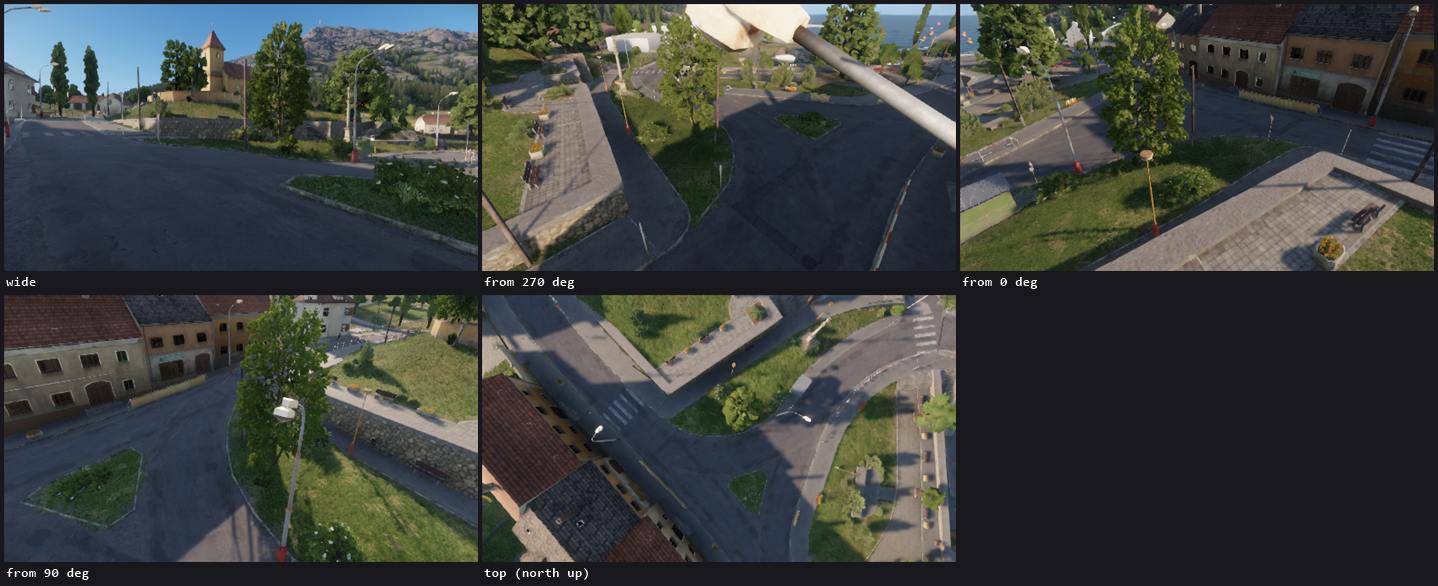 wide
from 270 deg
from 0 deg
from 90 deg
top (north up)